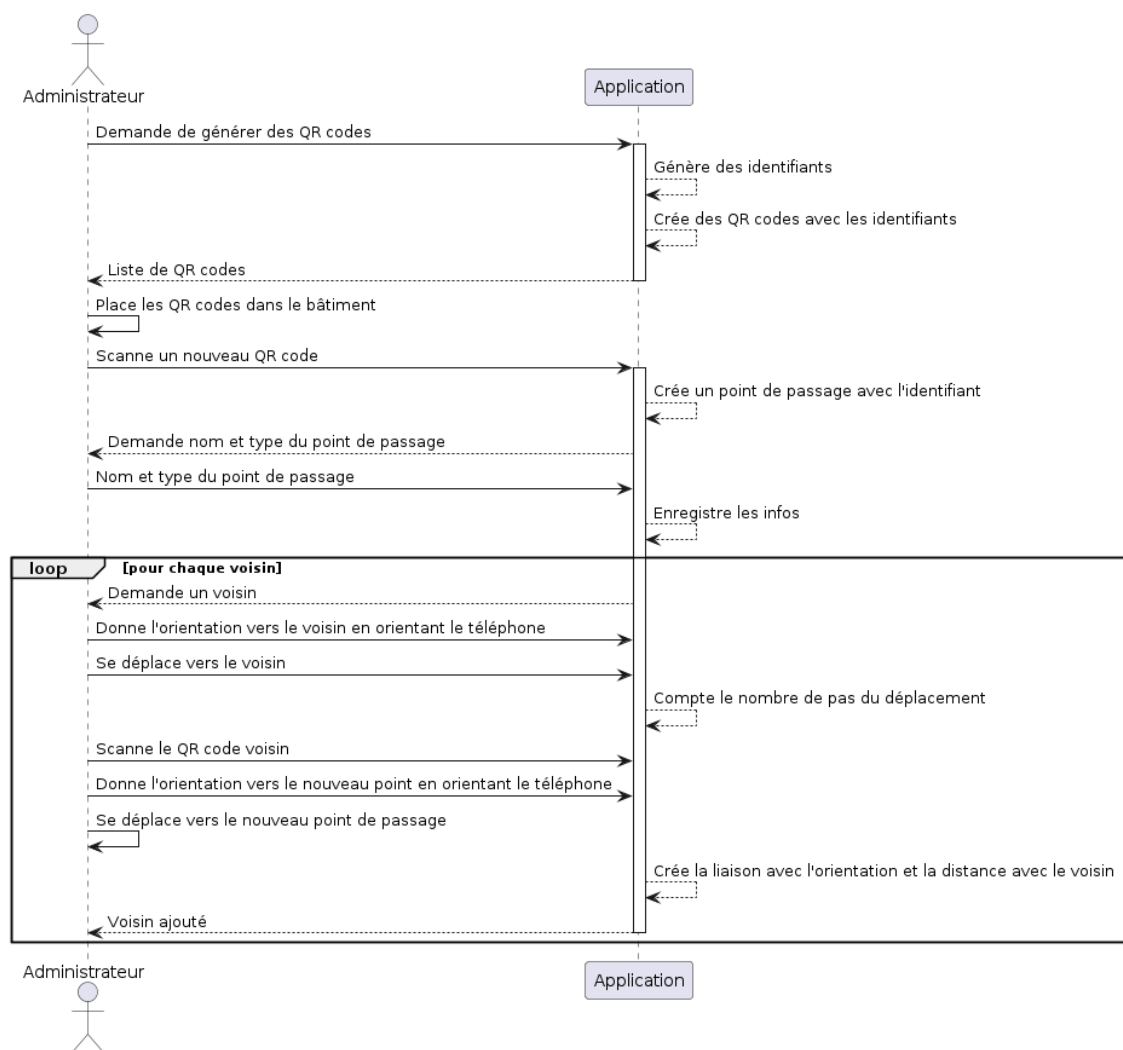 Administrateur
Application
Demande de générer des QR codes
Génère des identifiants
Crée des QR codes avec les identifiants
Liste de QR codes
Place les QR codes dans le bâtiment
Scanne un nouveau QR code
Crée un point de passage avec l'identifiant
Demande nom et type du point de passage
Nom et type du point de passage
Enregistre les infos
loop [pour chaque voisin]
Demande un voisin
Donne l'orientation vers le voisin en orientant le téléphone
Se déplace vers le voisin
Compte le nombre de pas du déplacement
Scanne le QR code voisin
Donne l'orientation vers le nouveau point en orientant le téléphone
Se déplace vers le nouveau point de passage
Crée la liaison avec l'orientation et la distance avec le voisin
Voisin ajouté
Administrateur
Application